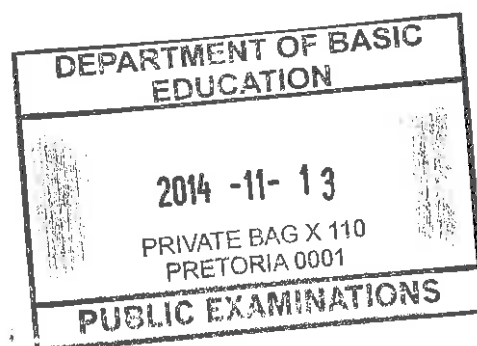 DEPARTMENT OF BASIC
EDUCATION
2014 -11- 13
PRIVATE BAG X 110
PRETORIA 0001
PUBLIC EXAMINATIONS